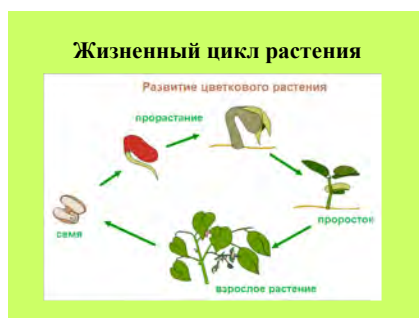 Жизненный цикл растения
Развитие цветкового растения
прорастание
проросток
семя
взрослое растение